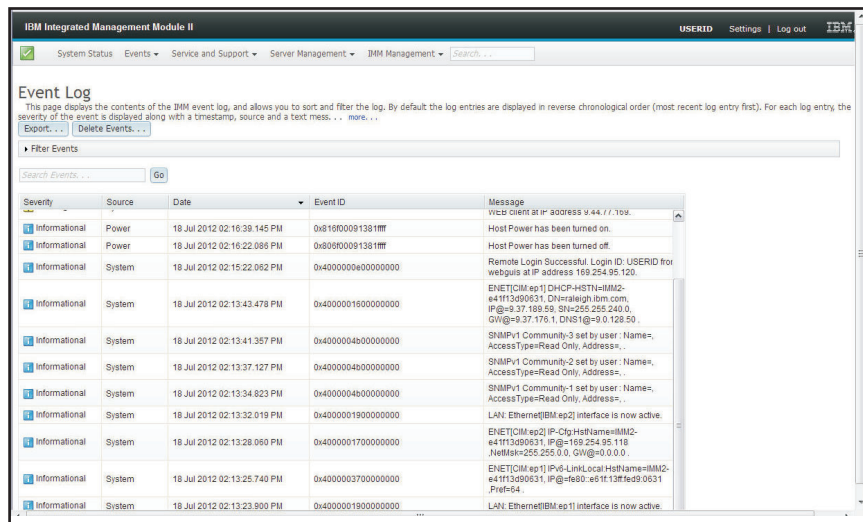 IBM Integrated Management Module II
USERID Settings | Log out IBM.
System Status Events Service and Support Server Management IMM Management Search. . .
Event Log
This page displays the contents of the IMM event log, and allows you to sort and filter the log. By default the log entries are displayed in reverse chronological order (most recent log entry first). For each log entry, the
severity of the event is displayed along with a timestamp, source and a text mess. . . more. . .
Export. . . Delete Events. . .
Filter Events
Search Events. . . Go
Severity Source Date Event ID Message
WEB client at IP address 9.44.77.169.
Informational Power 18 Jul 2012 02:16:39.145 PM 0x816f00091381ffff Host Power has been turned on.
Informational Power 18 Jul 2012 02:16:22.086 PM 0x806f00091381ffff Host Power has been turned off.
Informational System 18 Jul 2012 02:15:22.062 PM 0x4000000e00000000 Remote Login Successful. Login ID: USERID from
webguis at IP address 169.254.95.120.
Informational System 18 Jul 2012 02:13:43.478 PM 0x4000001600000000 ENET[CIM:ep1] DHCP-HSTN=IMM2-
e41f13d90631, DN=raleigh.ibm.com,
IP@=9.37.189.59, SN=255.255.240.0,
GW@=9.37.176.1, DNS1@=9.0.128.50 .
Informational System 18 Jul 2012 02:13:41.357 PM 0x4000004b00000000 SNMPv1 Community-3 set by user : Name=,
AccessType=Read Only, Address=, .
Informational System 18 Jul 2012 02:13:37.127 PM 0x4000004b00000000 SNMPv1 Community-2 set by user : Name=,
AccessType=Read Only, Address=, .
Informational System 18 Jul 2012 02:13:34.823 PM 0x4000004b00000000 SNMPv1 Community-1 set by user : Name=,
AccessType=Read Only, Address=, .
Informational System 18 Jul 2012 02:13:32.019 PM 0x4000001900000000 LAN: Ethernet[IBM:ep2] interface is now active.
Informational System 18 Jul 2012 02:13:28.060 PM 0x4000001700000000 ENET[CIM:ep2] IP-Cfg:HstName=IMM2-
e41f13d90631, IP@=169.254.95.118
,NetMsk=255.255.0.0, GW@=0.0.0.0 .
Informational System 18 Jul 2012 02:13:25.740 PM 0x4000003700000000 ENET[CIM:ep1] IPv6-LinkLocal:HstName=IMM2-
e41f13d90631, IP@=fe80::e61f:13ff:fed9:0631
,Pref=64 .
Informational System 18 Jul 2012 02:13:23.900 PM 0x4000001900000000 LAN: Ethernet[IBM:ep1] interface is now active.